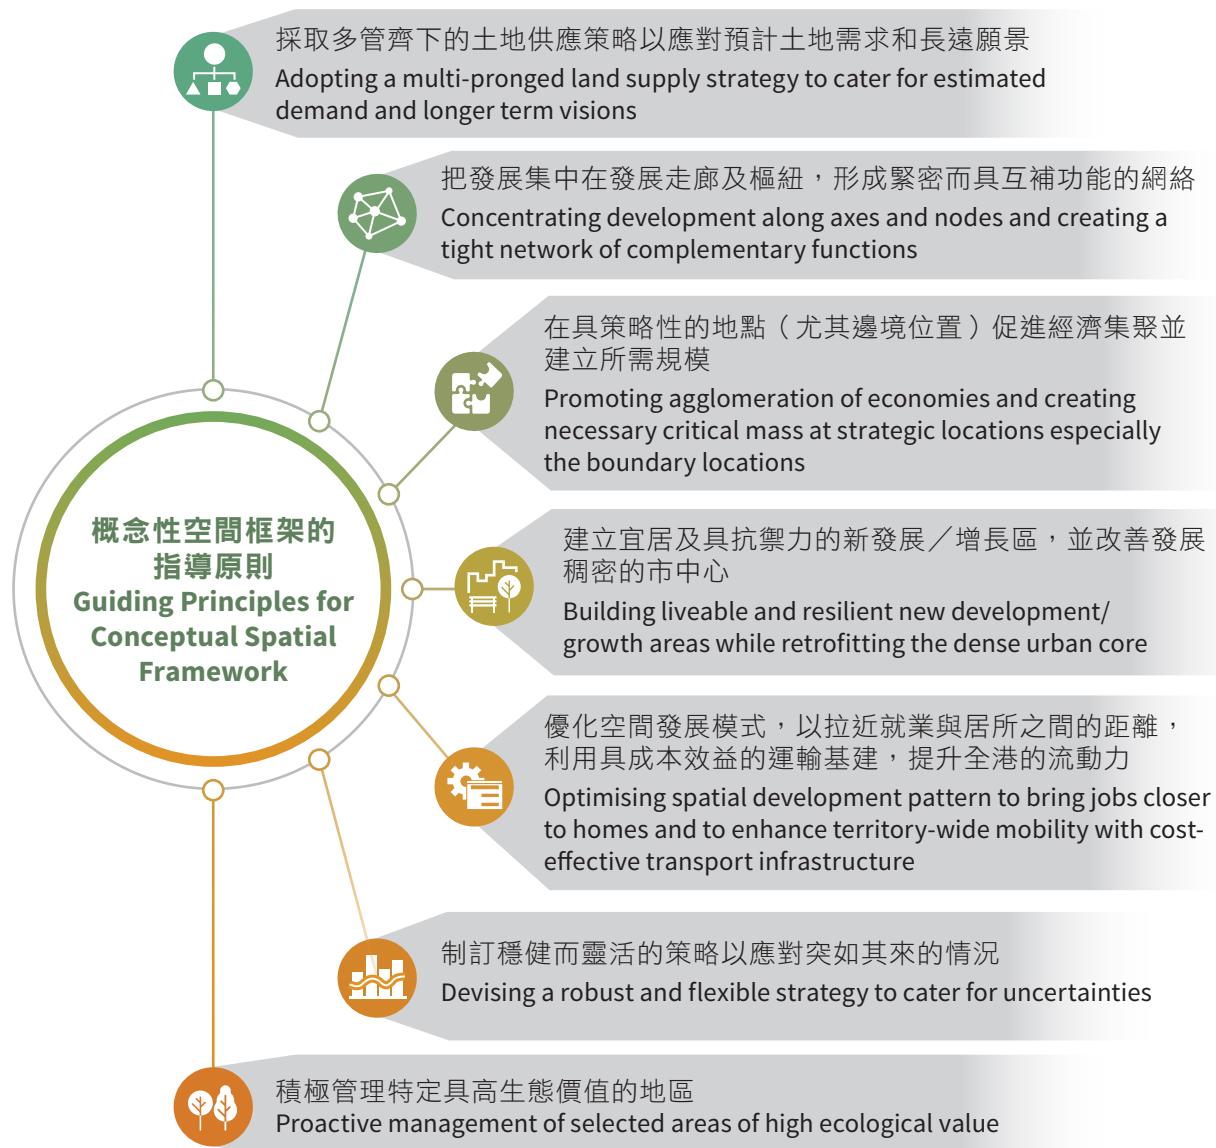 採取多管齊下的土地供應策略以應對預計土地需求和長遠願景
Adopting a multi-pronged land supply strategy to cater for estimated
demand and longer term visions
把發展集中在發展走廊及樞紐，形成緊密而具互補功能的網絡
Concentrating development along axes and nodes and creating a
tight network of complementary functions
在具策略性的地點（尤其邊境位置）促進經濟集聚並
建立所需規模
Promoting agglomeration of economies and creating
necessary critical mass at strategic locations especially
the boundary locations
概念性空間框架的
指導原則
Guiding Principles for
Conceptual Spatial
Framework
建立宜居及具抗禦力的新發展／增長區，並改善發展
稠密的市中心
Building liveable and resilient new development/
growth areas while retrofitting the dense urban core
優化空間發展模式，以拉近就業與居所之間的距離，
利用具成本效益的運輸基建，提升全港的流動力
Optimising spatial development pattern to bring jobs closer
to homes and to enhance territory-wide mobility with cost-
effective transport infrastructure
制訂穩健而靈活的策略以應對突如其來的情況
Devising a robust and flexible strategy to cater for uncertainties
積極管理特定具高生態價值的地區
Proactive management of selected areas of high ecological value